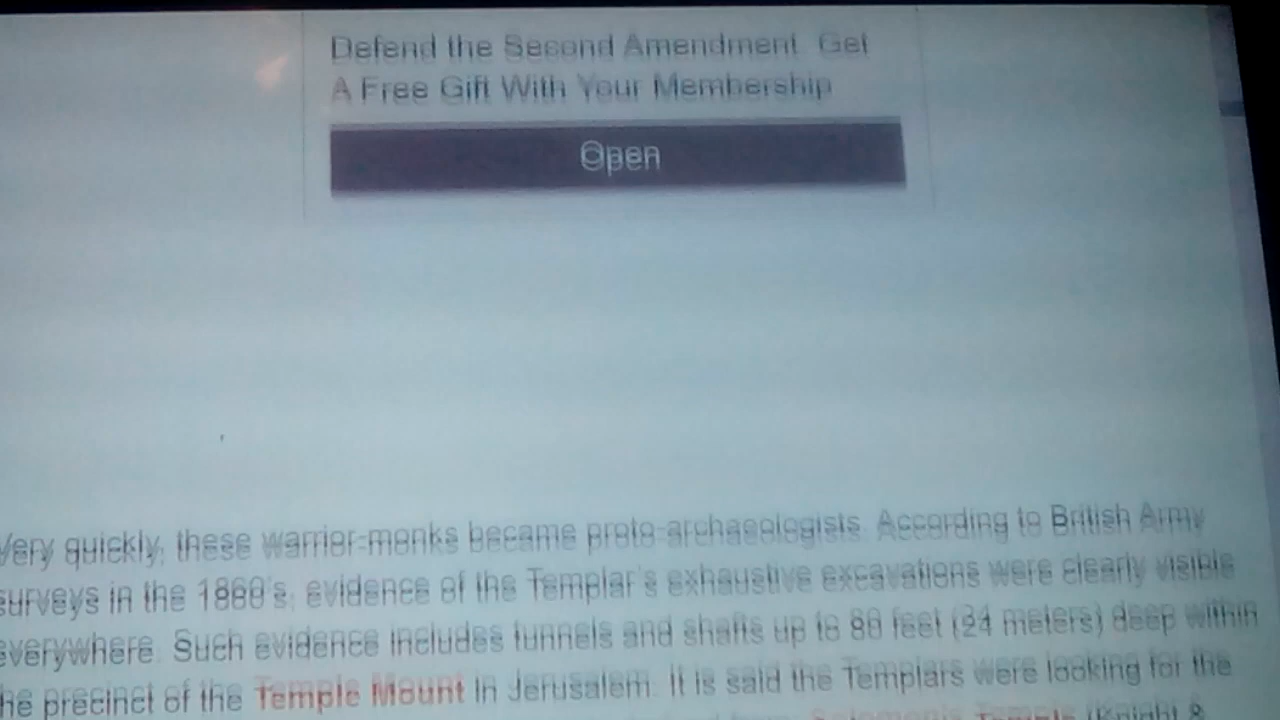 Defend the Second Amendment. Get
A Free Gift With Your Membership
Open
Very quickly, these warrior-monks became proto-archaeologists. According to British Army
surveys in the 1860's, evidence of the Templar's exhaustive excavations were clearly visible
everywhere. Such evidence includes tunnels and shafts up to 80 feet (24 meters) deep within
the precinct of the Temple Mount in Jerusalem. It is said the Templars were looking for the
Solomon's Temple (Knight &